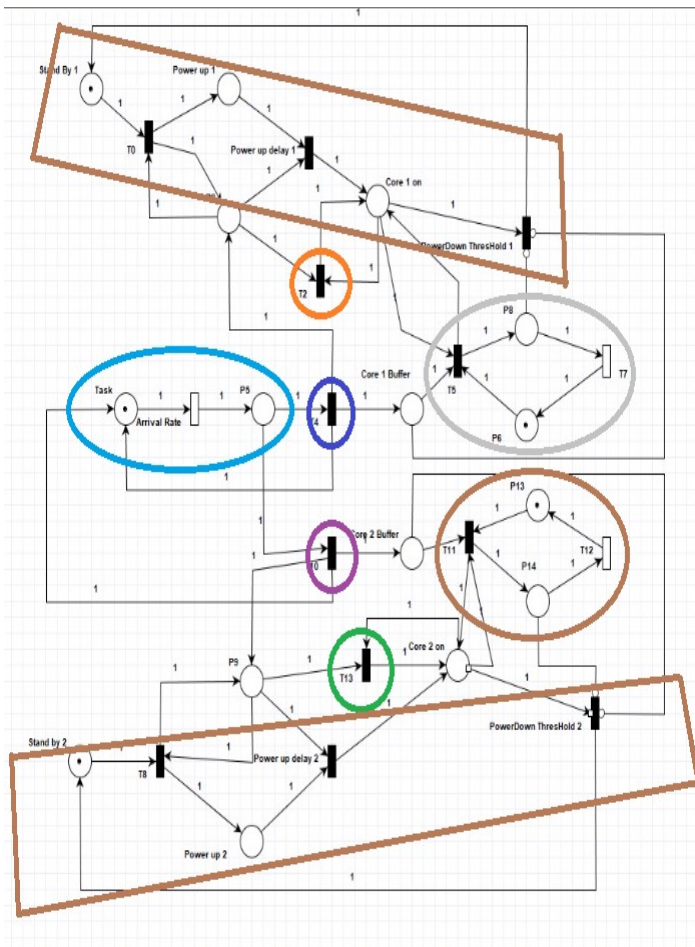 1
Stand By 1
Power up 1
1
1
T0
1
Power up delay 1
1
1
1
1
1
1
Core 1 on
1
PowerDown ThresHold 1
1
1
T2
1
1
P8
1
1
1
T5
T7
1
1
P6
Core 1 Buffer
Task
1
Arrival Rate
1
P5
1
1
1
1
1
Core 2 Buffer
1
1
P13
1
T11
1
T12
P14
1
1
1
1
P9
1
1
T13
1
Core 2 on
1
1
PowerDown ThresHold 2
Stand by 2
T8
1
1
Power up delay 2
1
1
1
Power up 2
1